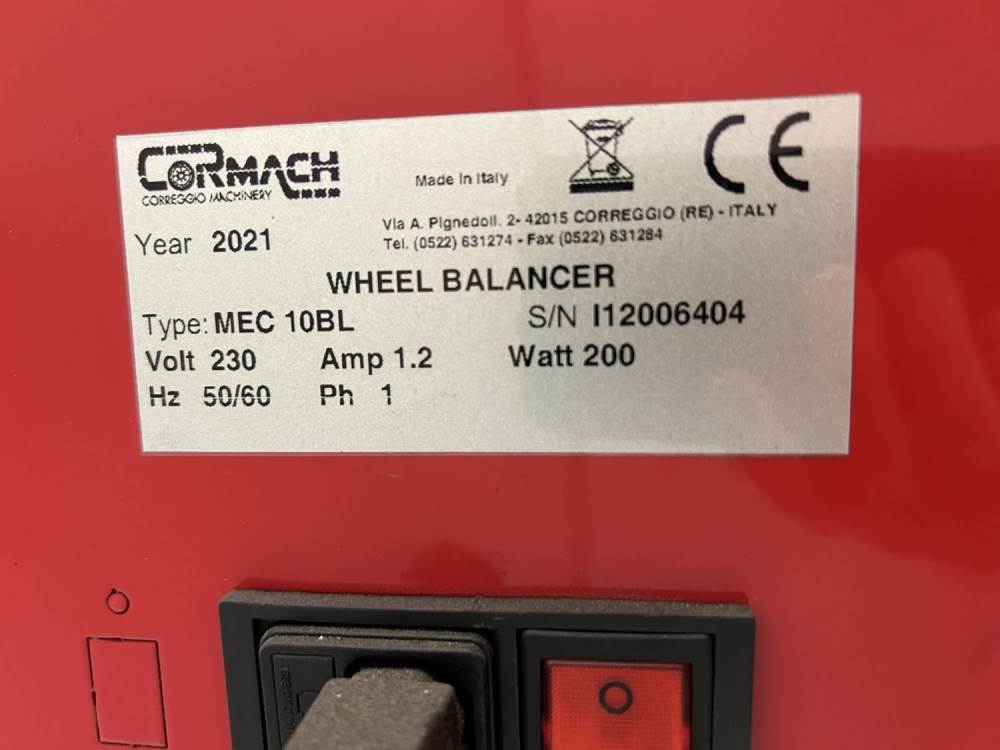 CORMACH
CORREGGIO MACHINERY
Made in Italy
CE
Via A. Pignedoli. 2- 42015 CORREGGIO (RE) - ITALY
Tel. (0522) 631274 - Fax (0522) 631284
Year 2021
WHEEL BALANCER
Type: MEC 10BL S/N I12006404
Volt 230 Amp 1.2 Watt 200
Hz 50/60 Ph 1